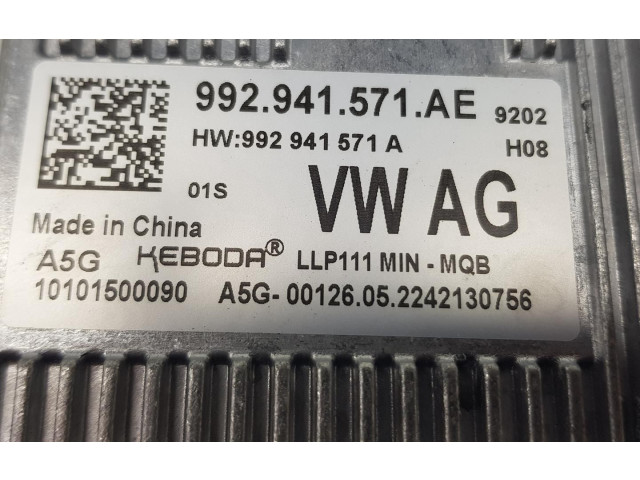 992.941.571.AE 9202
HW:992 941 571 A H08
01S VW AG
Made in China
A5G KEBODA® LLP111 MIN - MQB
10101500090 A5G- 00126.05.2242130756